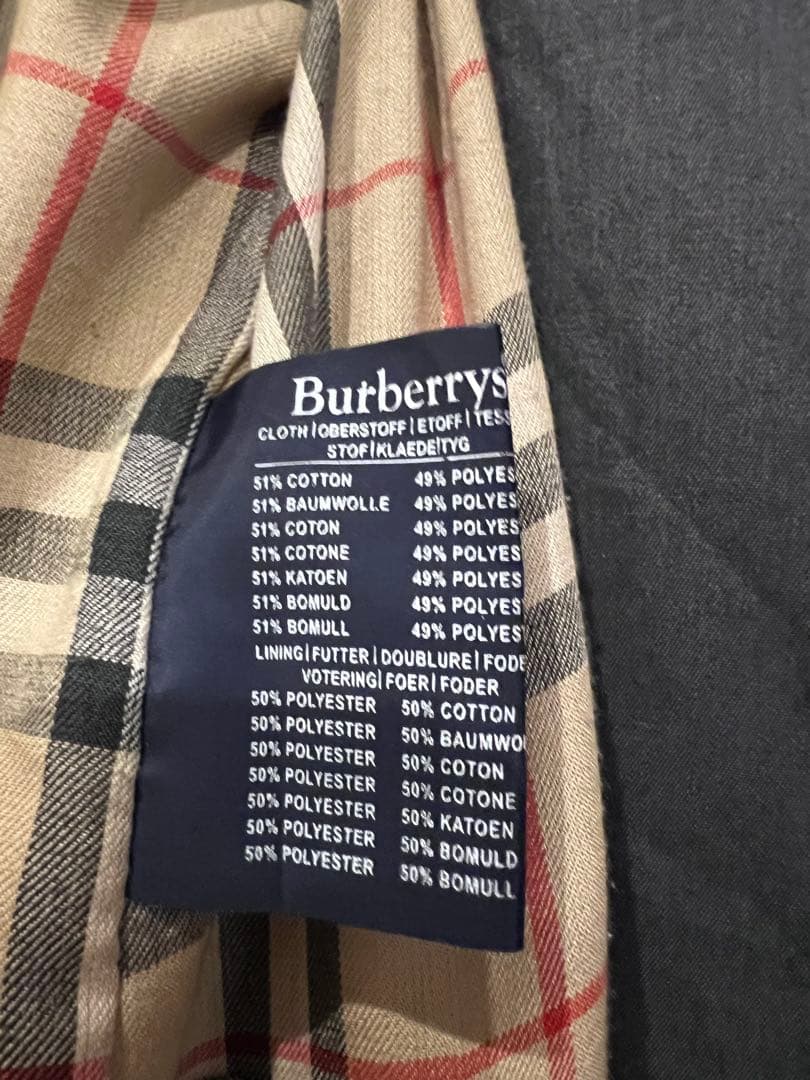 Burberrys
CLOTH|OBERSTOFF|ETOFF|TESS
STOF|KLAEDE|TYG
51% COTTON 49% POLYES
51% BAUMWOLLE 49% POLYES
51% COTON 49% POLYES
51% COTONE 49% POLYES
51% KATOEN 49% POLYES
51% BOMULD 49% POLYES
51% BOMULL 49% POLYES
LINING|FUTTER|DOUBLURE|FODE
VOTERING|FOER|FODER
50% POLYESTER 50% COTTON
50% POLYESTER 50% BAUMWO
50% POLYESTER 50% COTON
50% POLYESTER 50% COTONE
50% POLYESTER 50% KATOEN
50% POLYESTER 50% BOMULD
50% POLYESTER 50% BOMULL